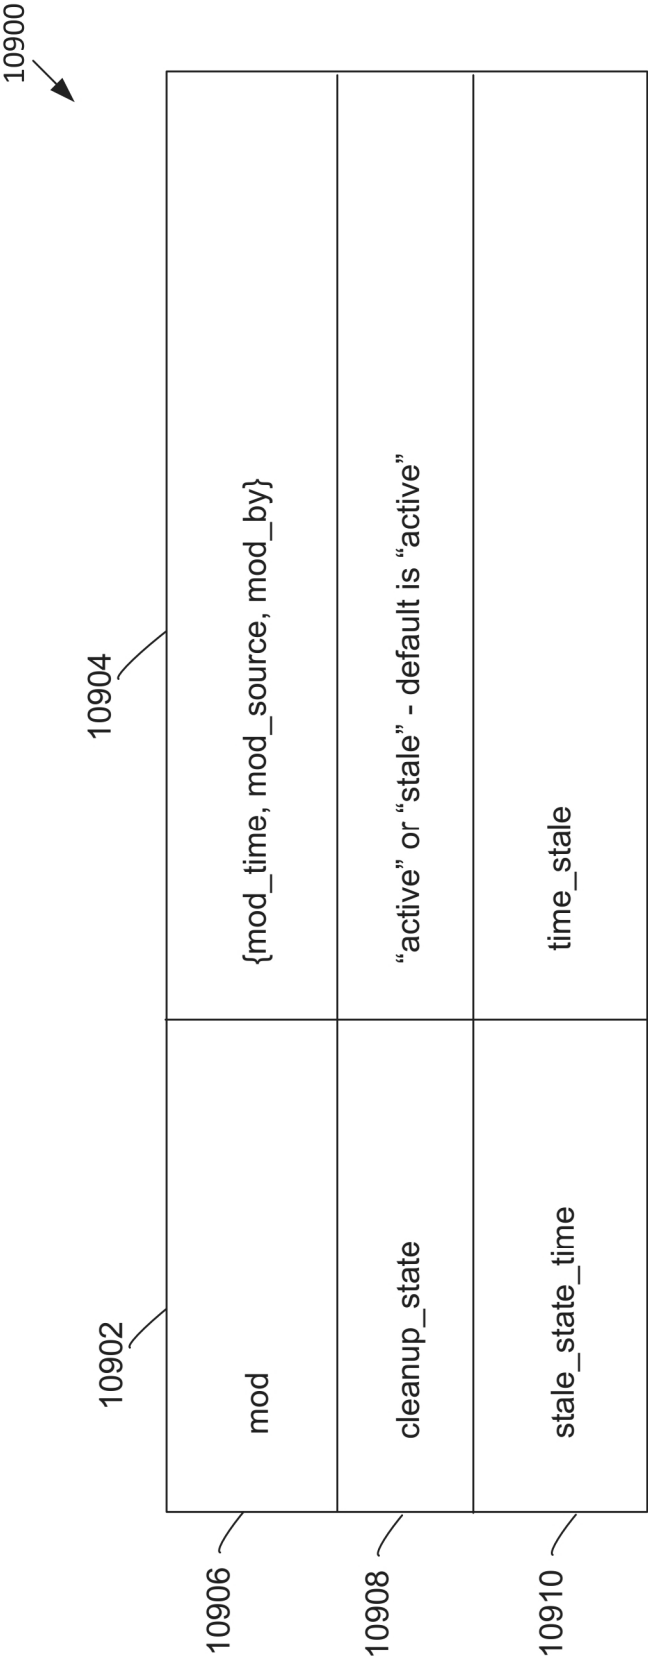 10900
10902
10904
10906
mod
{mod_time, mod_source, mod_by}
10908
cleanup_state
“active” or “stale” - default is “active”
10910
stale_state_time
time_stale